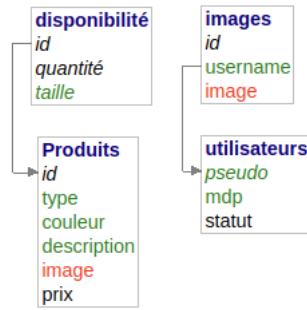 disponibilité
id
quantité
taille
images
id
username
image
Produits
id
type
couleur
description
image
prix
utilisateurs
pseudo
mdp
statut